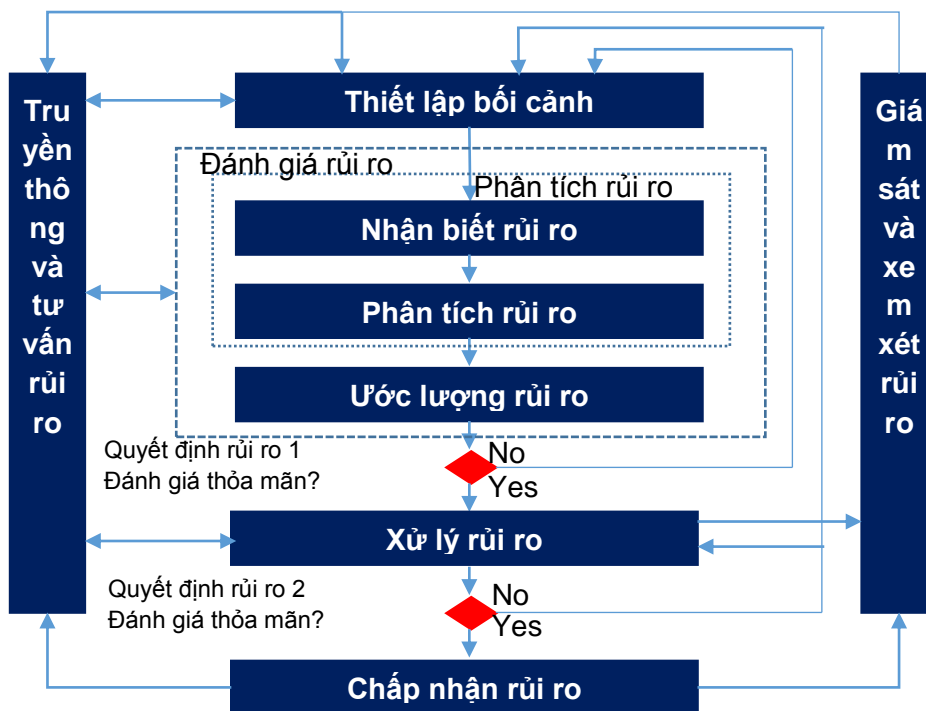 Thiết lập bối cảnh
Tru
yền
thô
ng
và
tư
vấn
rủi
ro
Giá
m
sát
và
xe
m
xét
rủi
ro
Đánh giá rủi ro
Phân tích rủi ro
Nhận biết rủi ro
Phân tích rủi ro
Ước lượng rủi ro
Quyết định rủi ro 1
Đánh giá thỏa mãn?
No
Yes
Xử lý rủi ro
Quyết định rủi ro 2
Đánh giá thỏa mãn?
No
Yes
Chấp nhận rủi ro